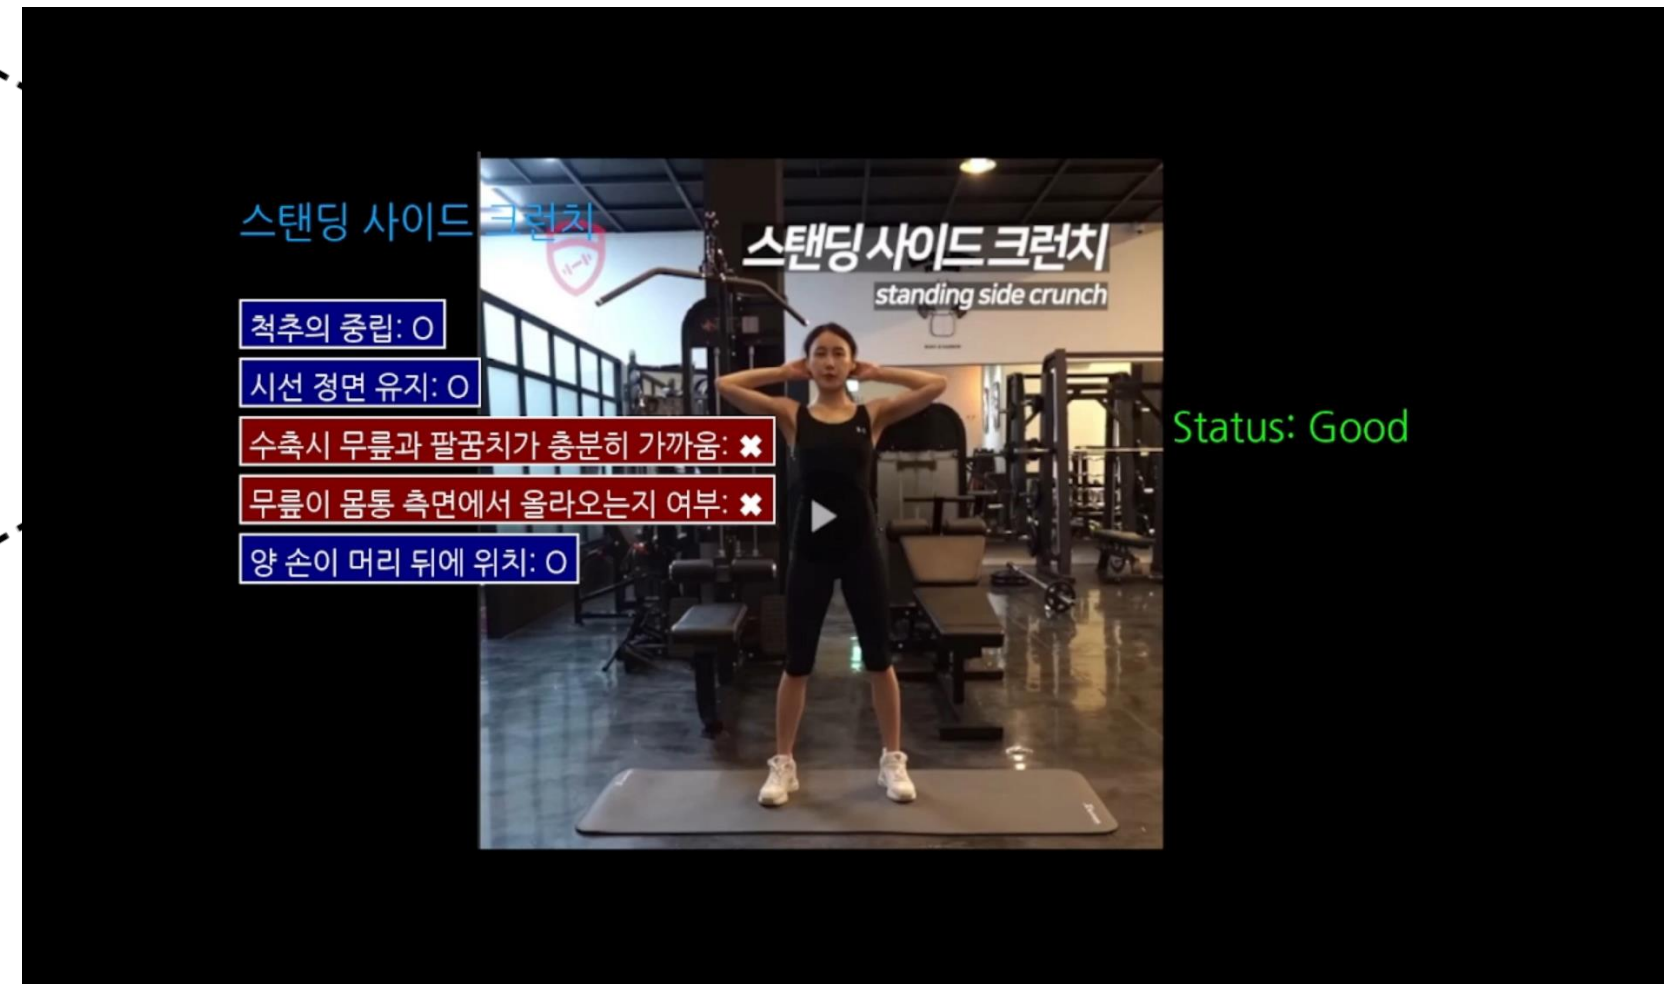 스탠딩 사이드 크런치
스탠딩 사이드 크런치
standing side crunch
척추의 중립: O
시선 정면 유지: O
수축시 무릎과 팔꿈치가 충분히 가까움: ✖
무릎이 몸통 측면에서 올라오는지 여부: ✖
양 손이 머리 뒤에 위치: O
Status: Good